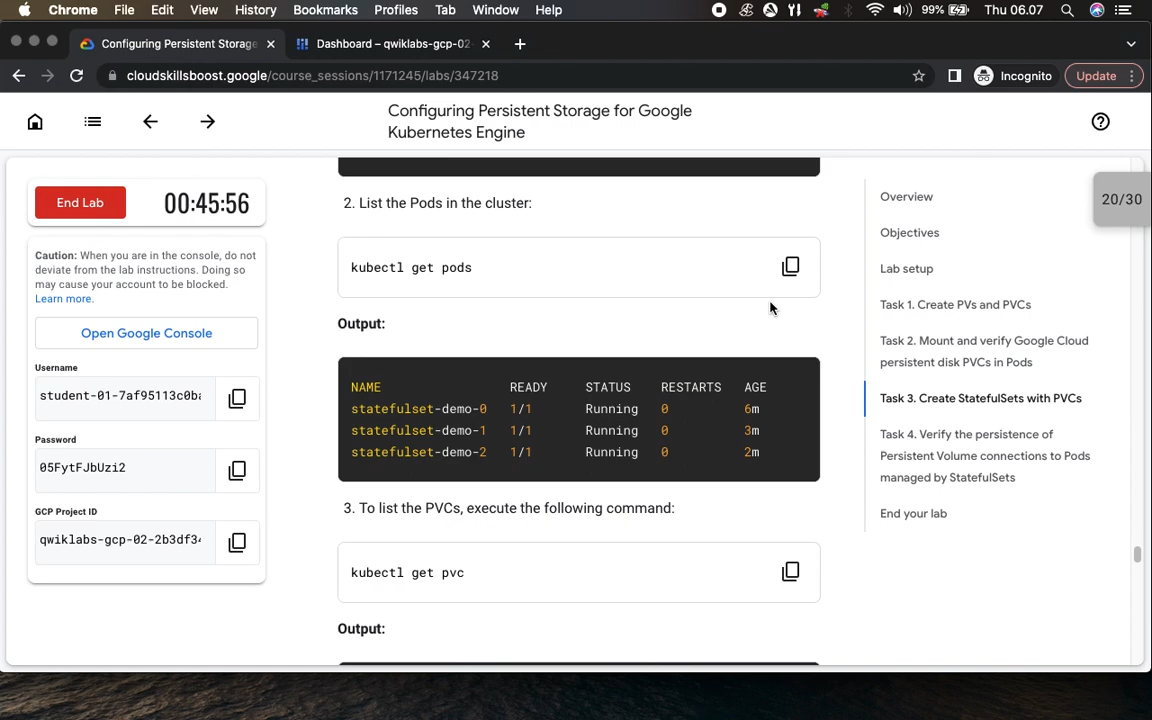 Chrome File Edit View History Bookmarks Profiles Tab Window Help 99% Thu 06.07
Configuring Persistent Storage Dashboard – qwiklabs-gcp-02-
cloudskillsboost.google/course_sessions/1171245/labs/347218 Incognito Update
Configuring Persistent Storage for Google
Kubernetes Engine
End Lab 00:45:56
Caution: When you are in the console, do not
deviate from the lab instructions. Doing so
may cause your account to be blocked.
Learn more.
Open Google Console
Username
student-01-7af95113c0ba
Password
05FytFJbUzi2
GCP Project ID
qwiklabs-gcp-02-2b3df34
2. List the Pods in the cluster:
kubectl get pods
Output:
NAME READY STATUS RESTARTS AGE
statefulset-demo-0 1/1 Running 0 6m
statefulset-demo-1 1/1 Running 0 3m
statefulset-demo-2 1/1 Running 0 2m
3. To list the PVCs, execute the following command:
kubectl get pvc
Output:
Overview
Objectives
Lab setup
Task 1. Create PVs and PVCs
Task 2. Mount and verify Google Cloud
persistent disk PVCs in Pods
Task 3. Create StatefulSets with PVCs
Task 4. Verify the persistence of
Persistent Volume connections to Pods
managed by StatefulSets
End your lab
20/30